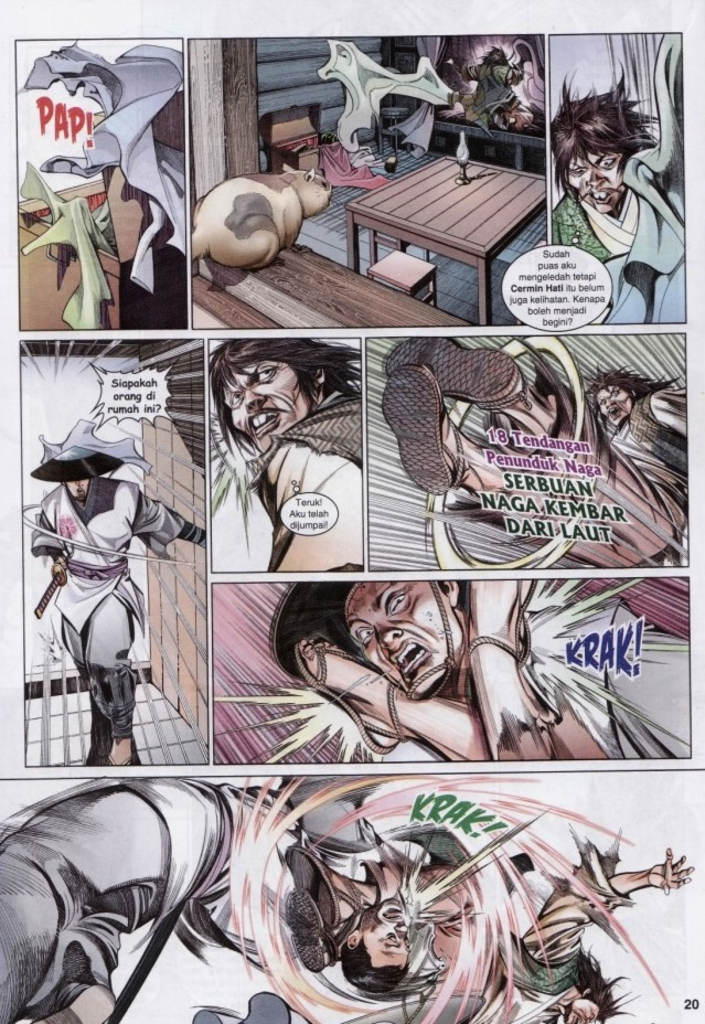 PAP!
Sudah
puas aku
mengeledah tetapi
Cermin Hati itu belum
juga kelihatan. Kenapa
boleh menjadi
begini?
Siapakah
orang di
rumah ini?
Teruk!
Aku telah
dijumpai!
18 Tendangan
Penunduk Naga
SERBUAN
NAGA KEMBAR
DARI LAUT
KRAK!
KRAK!
20